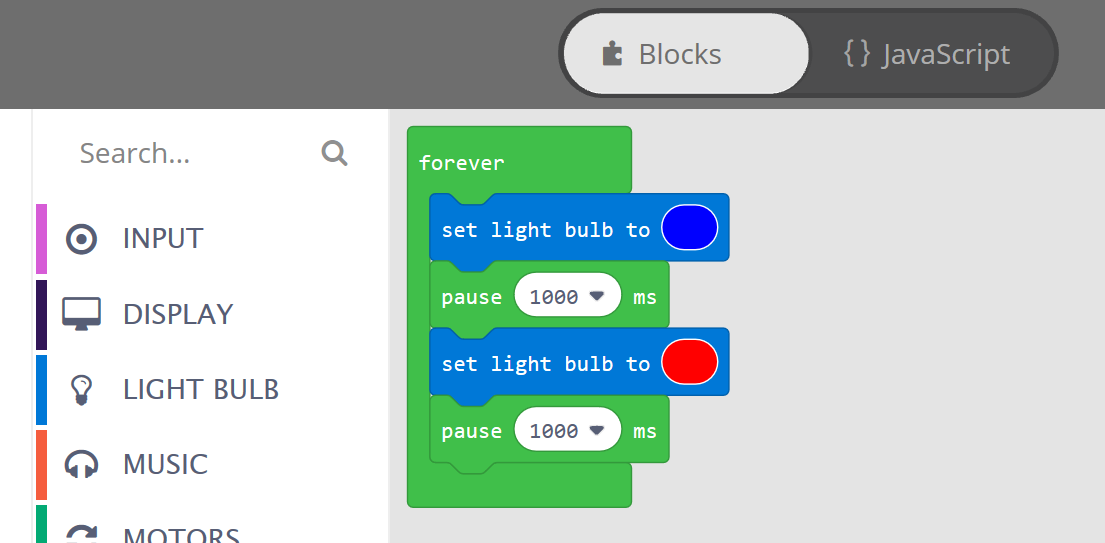 Blocks
{ } JavaScript
Search...
INPUT
DISPLAY
LIGHT BULB
MUSIC
MOTORS
forever
set light bulb to
pause 1000 ms
set light bulb to
pause 1000 ms